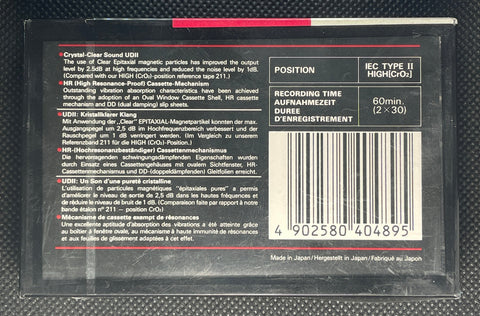 •Crystal-Clear Sound UDII
The use of Clear Epitaxial magnetic particles has improved the output
level by 2.5dB at high frequencies and reduced the noise level by 1dB.
(Compared with our HIGH (CrO₂)-position reference tape 211.)
•HR (High Resonance-Proof) Cassette-Mechanism
Outstanding vibration absorption characteristics have been achieved
through the adoption of an Oval Window Cassette Shell, HR cassette
mechanism and DD (dual damping) slip sheets.
•UDII: Kristallklarer Klang
Mit Anwendung der „Clear" EPITAXIAL-Magnetpartikel konnten der max.
Ausgangspegel um 2,5 dB im Hochfrequenzbereich verbessert und der
Rauschpegel um 1 dB verringert werden. (Im Vergleich zu unserem
Referenzband 211 für die HIGH (CrO₂)-Position.)
•HR-(Hochresonanzbeständiger) Cassettenmechanismus
Die hervorragenden schwingungsdämpfenden Eigenschaften wurden
durch Einsatz eines Cassettengehäuses mit ovalem Sichtfenster, HR-
Cassettenmechanismus und DD-(doppeldämpfenden) Gleitfolien erreicht.
•UDII: Un Son d'une pureté cristalline
L'utilisation de particules magnétiques "épitaxiales pures" a permis
d'améliorer le niveau de sortie de 2,5 dB dans les hautes fréquences et
de réduire le niveau de bruit de 1 dB. (Comparaison faite par rapport à notre
bande étalon n° 211 – position CrO₂)
•Mécanisme de cassette exempt de résonances
Une excellente aptitude d'absorption des vibrations a été atteinte grâce
au boîtier à fenêtre ovale, au mécanisme à haute immunité de résonances
et aux feuilles de glissement adaptées à cet effet.
POSITION
IEC TYPE II
HIGH[CrO₂]
RECORDING TIME
AUFNAHMEZEIT
DUREE
D'ENREGISTREMENT
60min.
(2×30)
4 902580 404895
Made in Japan/Hergestellt in Japan/Fabriqué au Japon